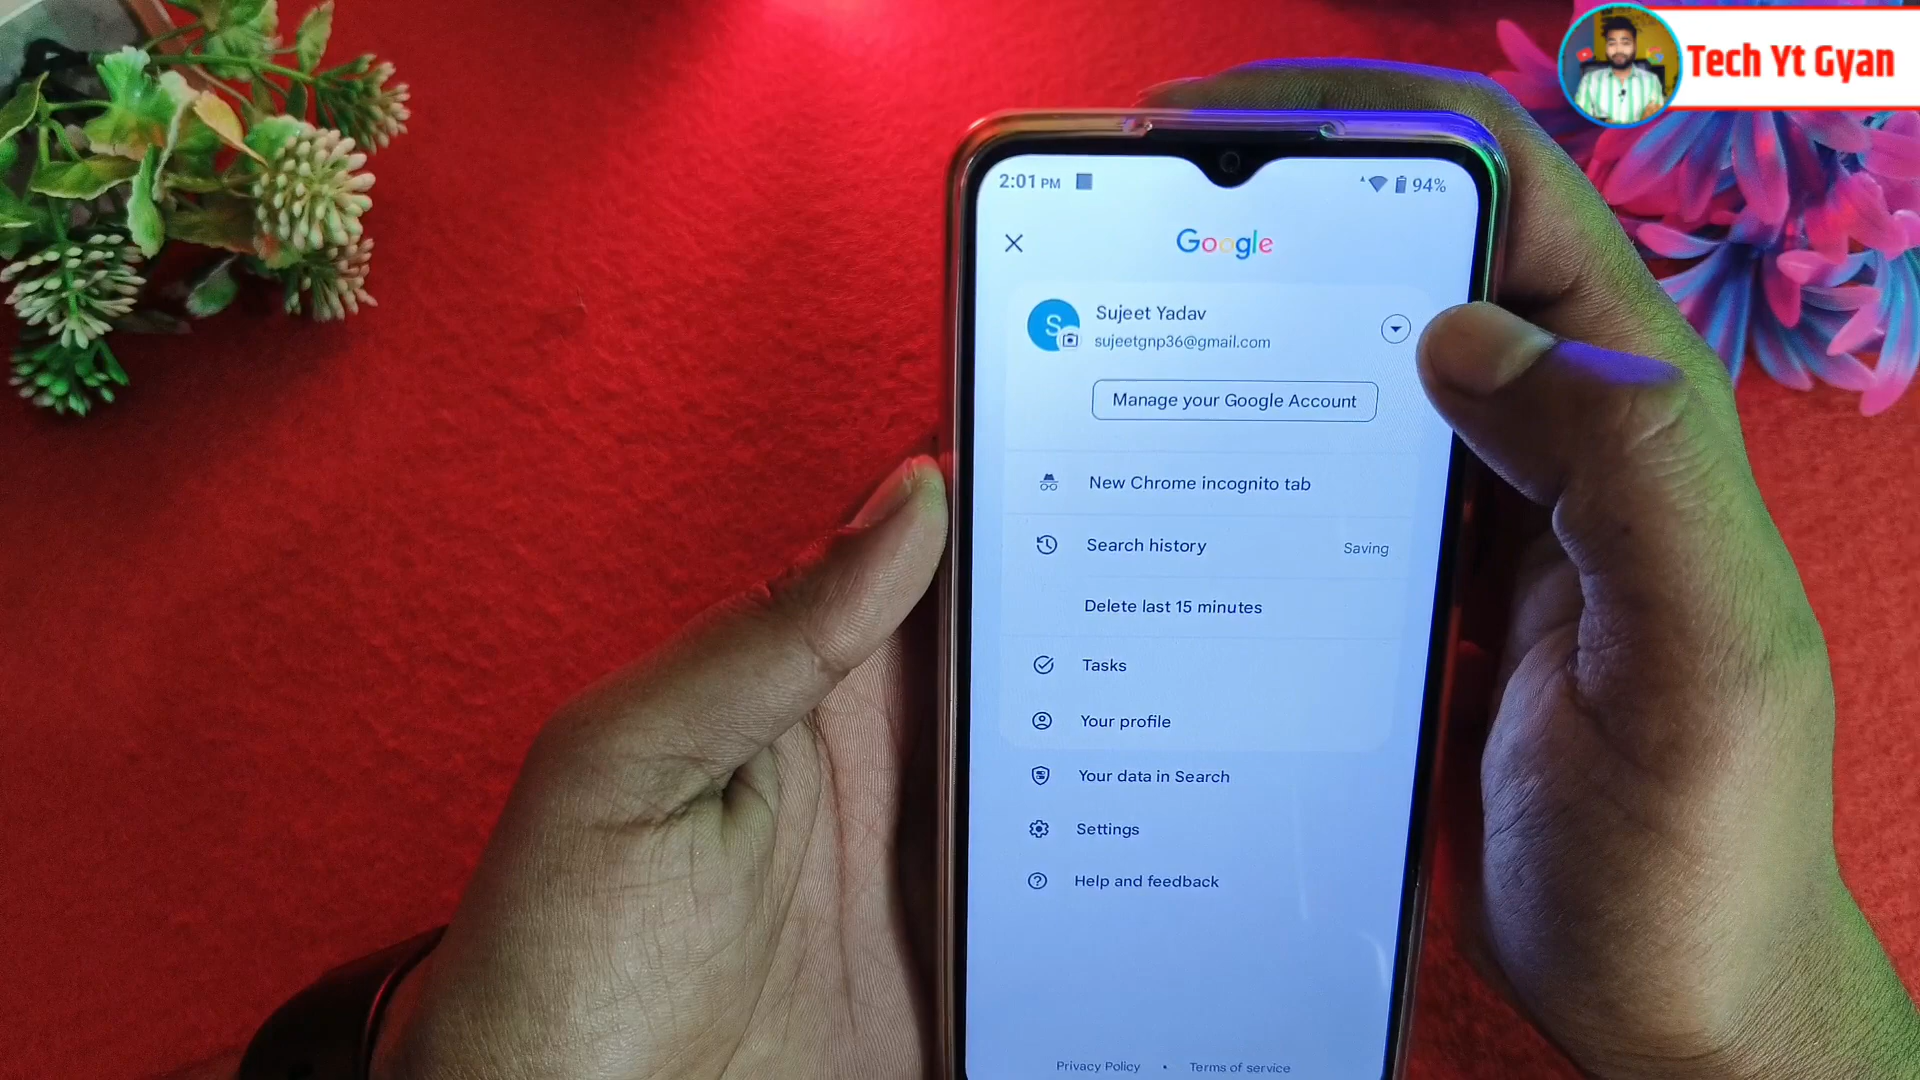 Tech Yt Gyan
2:01 PM
94%
Google
S
Sujeet Yadav
sujeetgnp36@gmail.com
Manage your Google Account
New Chrome incognito tab
Search history
Saving
Delete last 15 minutes
Tasks
Your profile
Your data in Search
Settings
Help and feedback
Privacy Policy • Terms of service